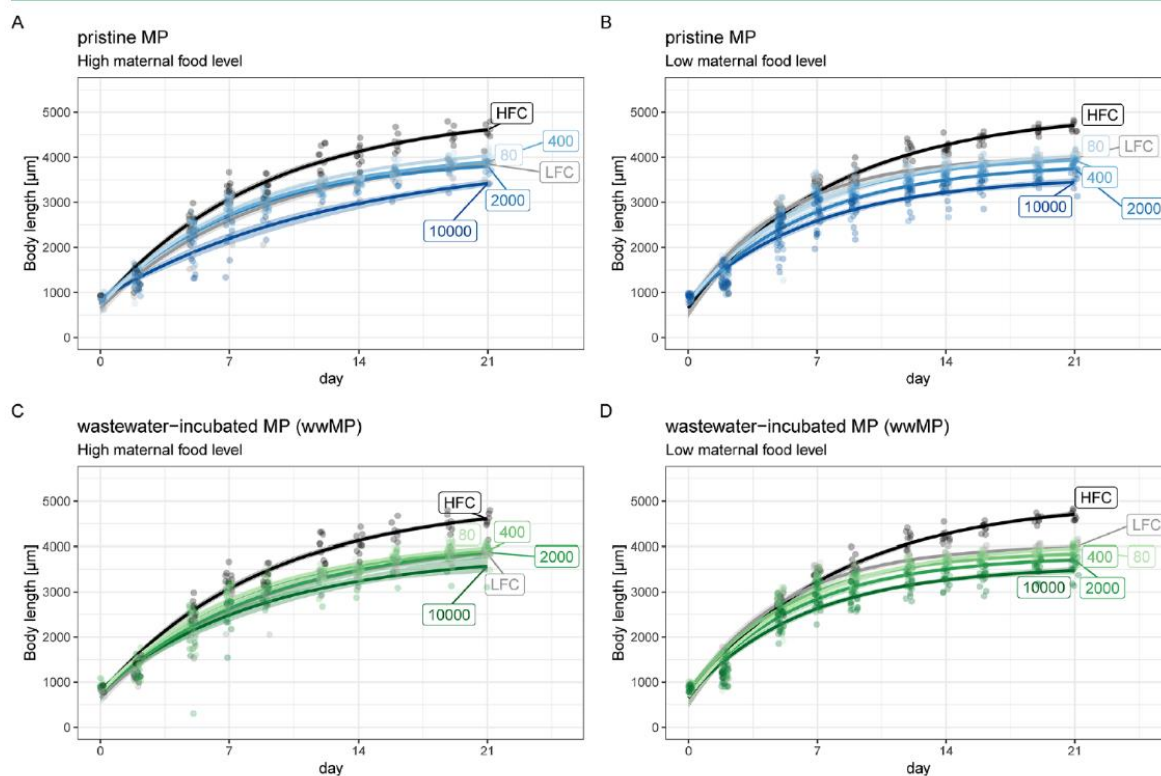 A
pristine MP
High maternal food level
Body length [µm]
5000
4000
3000
2000
1000
0
HFC
400
80
LFC
2000
10000
0
7
14
21
day
B
pristine MP
Low maternal food level
Body length [µm]
5000
4000
3000
2000
1000
0
HFC
80
LFC
400
10000
2000
0
7
14
21
day
C
wastewater-incubated MP (wwMP)
High maternal food level
Body length [µm]
5000
4000
3000
2000
1000
0
HFC
80
400
2000
LFC
10000
0
7
14
21
day
D
wastewater-incubated MP (wwMP)
Low maternal food level
Body length [µm]
5000
4000
3000
2000
1000
0
HFC
LFC
400
80
10000
2000
0
7
14
21
day